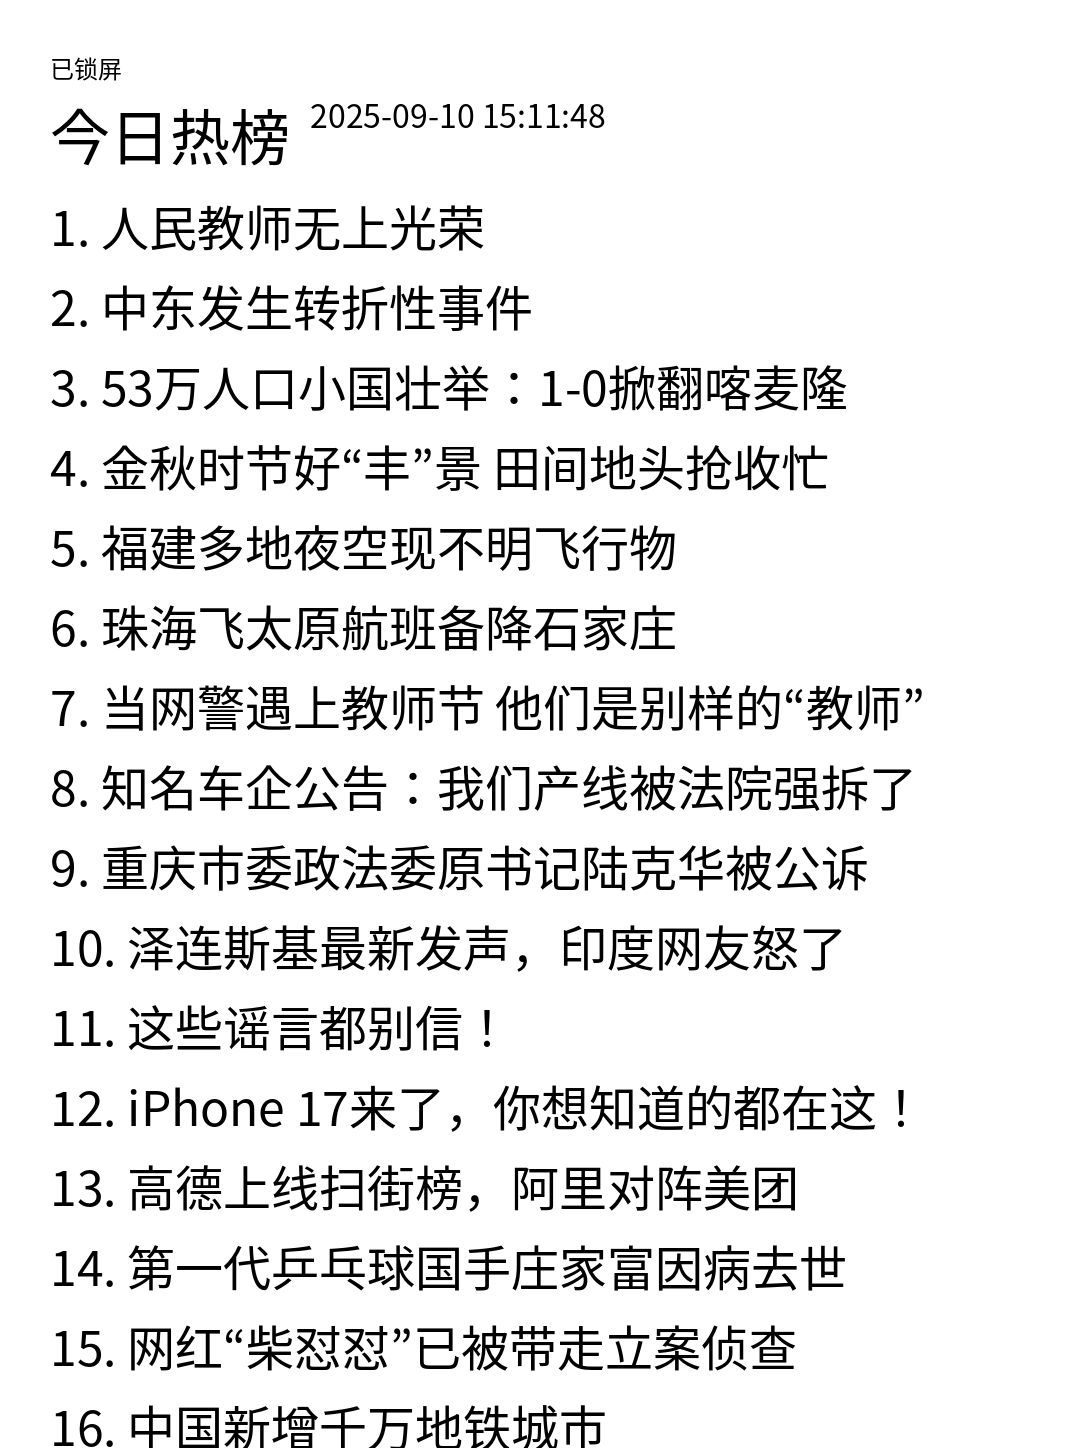 已锁屏
今日热榜 2025-09-10 15:11:48
1. 人民教师无上光荣
2. 中东发生转折性事件
3. 53万人口小国壮举：1-0掀翻喀麦隆
4. 金秋时节好“丰”景 田间地头抢收忙
5. 福建多地夜空现不明飞行物
6. 珠海飞太原航班备降石家庄
7. 当网警遇上教师节 他们是别样的“教师”
8. 知名车企公告：我们产线被法院强拆了
9. 重庆市委政法委原书记陆克华被公诉
10. 泽连斯基最新发声，印度网友怒了
11. 这些谣言都别信！
12. iPhone 17来了，你想知道的都在这！
13. 高德上线扫街榜，阿里对阵美团
14. 第一代乒乓球国手庄家富因病去世
15. 网红“柴怼怼”已被带走立案侦查
16. 中国新增千万地铁城市